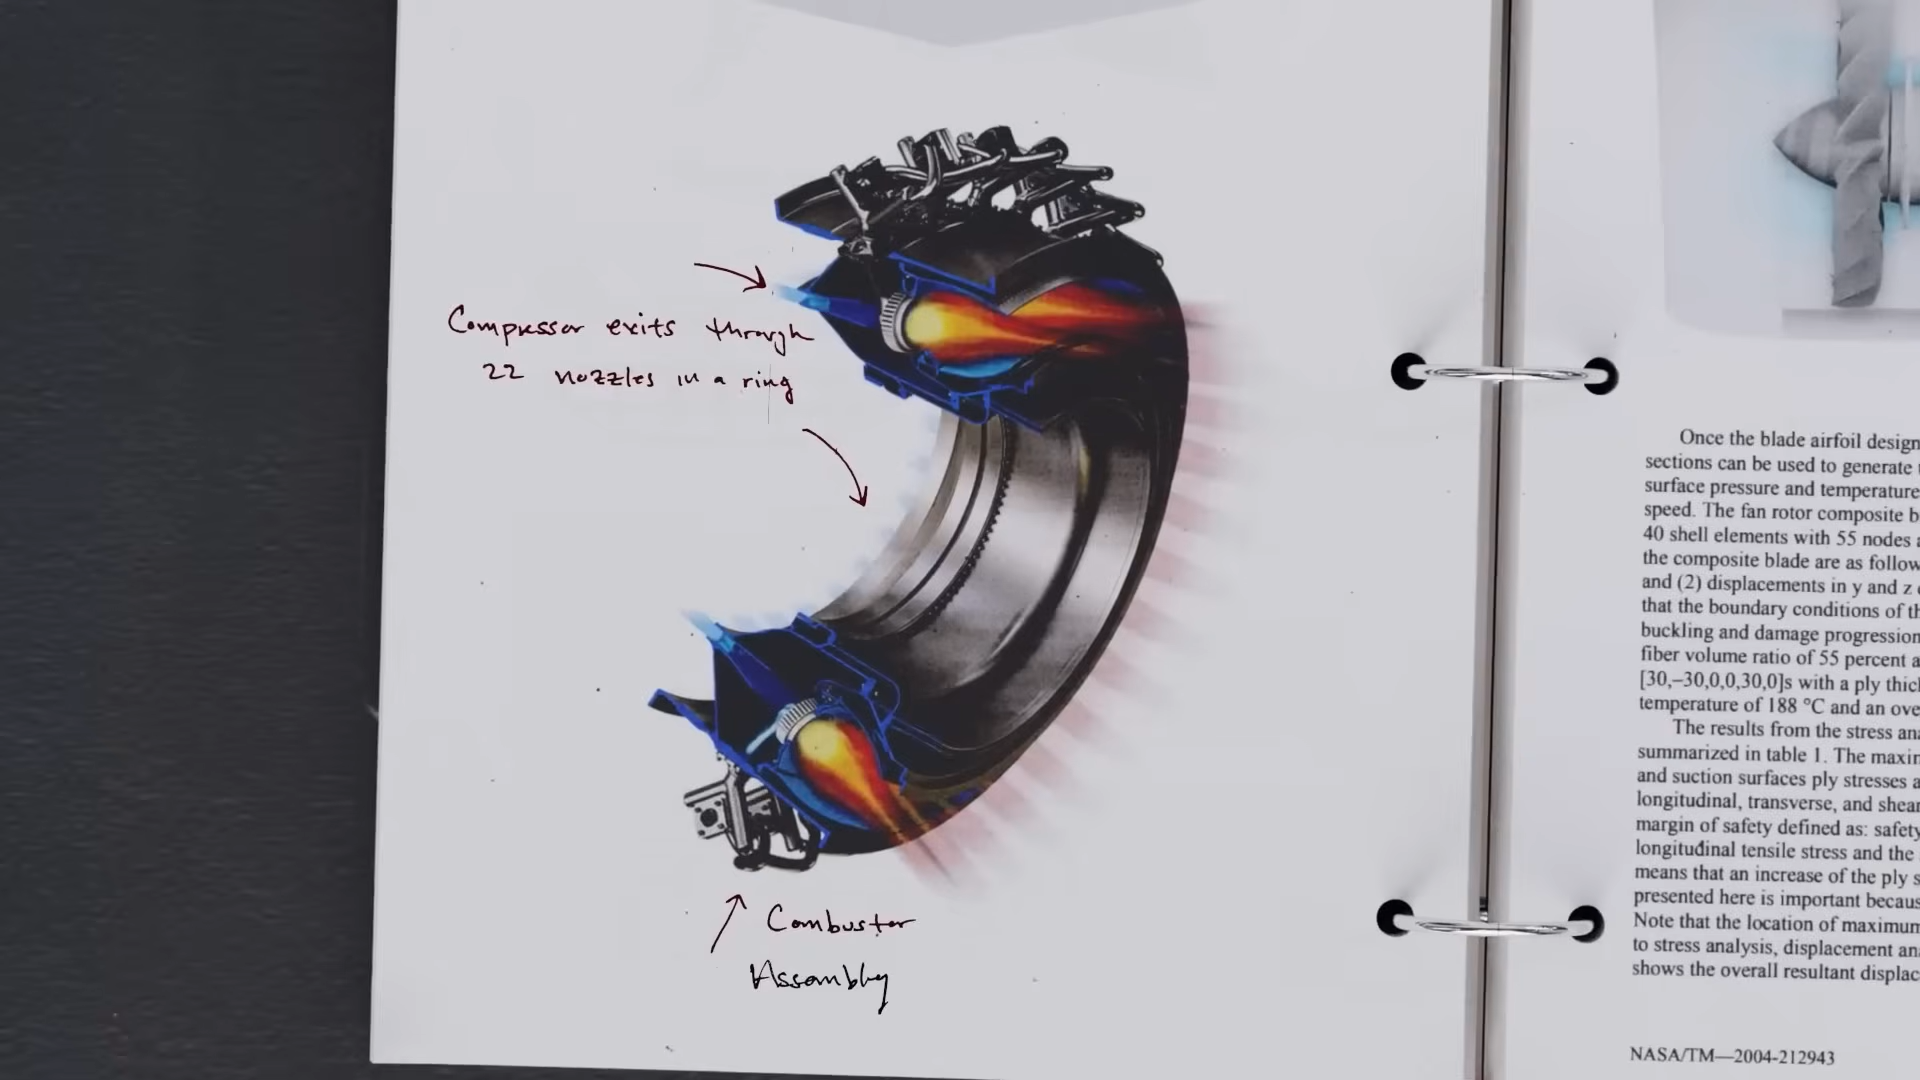 Compressor exits through
22 nozzles in a ring
Combustor
Assembly
Once the blade airfoil design
sections can be used to generate
surface pressure and temperature
speed. The fan rotor composite b
40 shell elements with 55 nodes a
the composite blade are as follow
and (2) displacements in y and z
that the boundary conditions of th
buckling and damage progression
fiber volume ratio of 55 percent a
[30,–30,0,0,30,0]s with a ply thick
temperature of 188 °C and an ove
The results from the stress ana
summarized in table 1. The maxim
and suction surfaces ply stresses a
longitudinal, transverse, and shear
margin of safety defined as: safety
longitudinal tensile stress and the
means that an increase of the ply s
presented here is important becaus
Note that the location of maximum
to stress analysis, displacement an
shows the overall resultant displac
NASA/TM—2004-212943